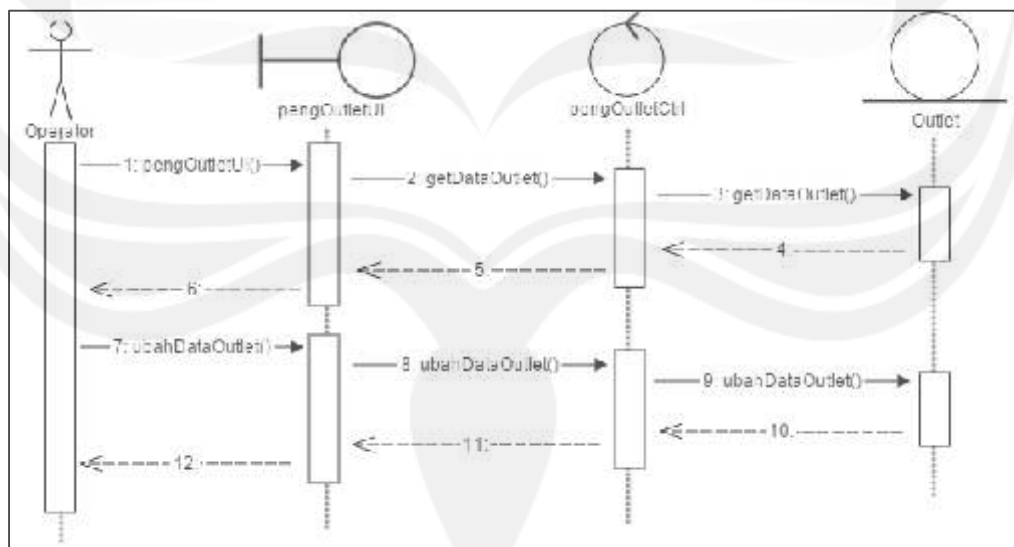 Operator
pengOutletUI
pengOutletCtrl
Outlet
1: pengOutletUI()
2: getDataOutlet()
3: getDataOutlet()
4:
5:
6:
7: ubahDataOutlet()
8: ubahDataOutlet()
9: ubahDataOutlet()
10:
11:
12: